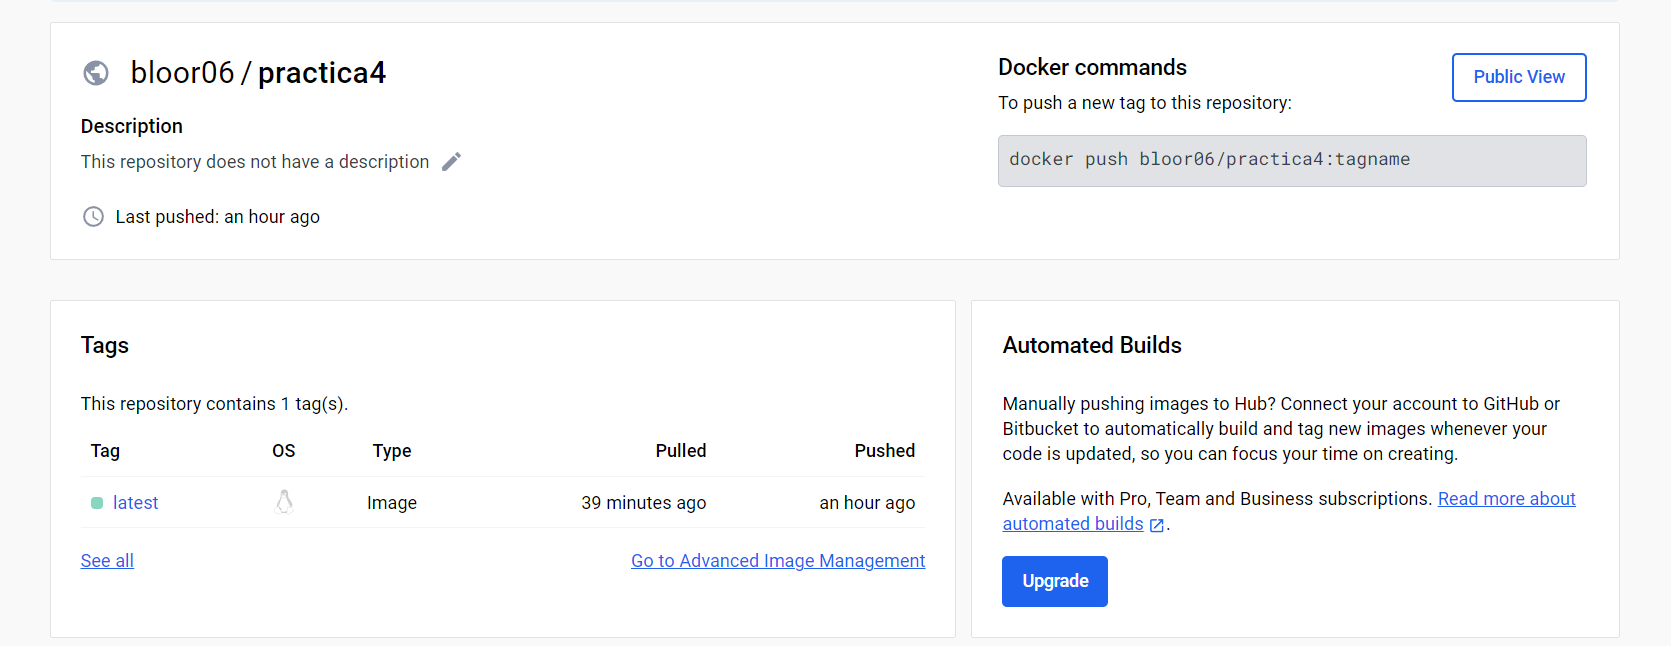 bloor06 / practica4
Description
This repository does not have a description
Last pushed: an hour ago
Docker commands
To push a new tag to this repository:
Public View
docker push bloor06/practica4:tagname
Tags
This repository contains 1 tag(s).
Tag OS Type Pulled Pushed
latest Image 39 minutes ago an hour ago
See all Go to Advanced Image Management
Automated Builds
Manually pushing images to Hub? Connect your account to GitHub or
Bitbucket to automatically build and tag new images whenever your
code is updated, so you can focus your time on creating.
Available with Pro, Team and Business subscriptions. Read more about
automated builds .
Upgrade